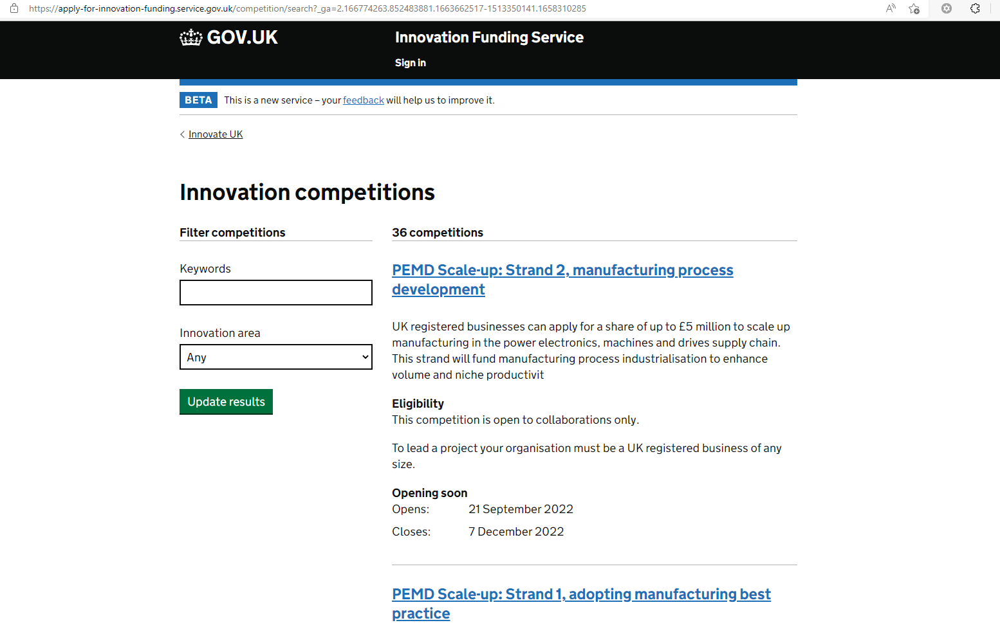 https://apply-for-innovation-funding.service.gov.uk/competition/search?_ga=2.166774263.852483881.1663662517-1513350141.1658310285
GOV.UK
Innovation Funding Service
Sign in
BETA This is a new service – your feedback will help us to improve it.
Innovate UK
Innovation competitions
Filter competitions
Keywords
Innovation area
Any
Update results
36 competitions
PEMD Scale-up: Strand 2, manufacturing process
development
UK registered businesses can apply for a share of up to £5 million to scale up
manufacturing in the power electronics, machines and drives supply chain.
This strand will fund manufacturing process industrialisation to enhance
volume and niche productivit
Eligibility
This competition is open to collaborations only.
To lead a project your organisation must be a UK registered business of any
size.
Opening soon
Opens: 21 September 2022
Closes: 7 December 2022
PEMD Scale-up: Strand 1, adopting manufacturing best
practice